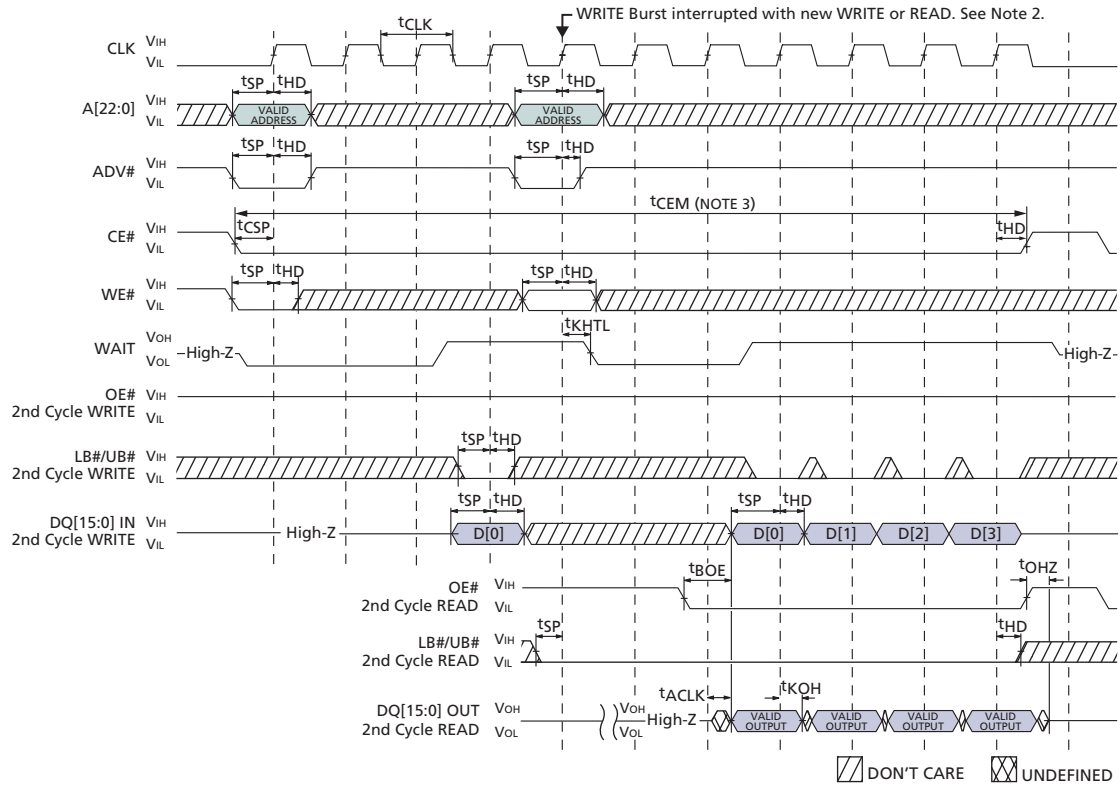 WRITE Burst interrupted with new WRITE or READ. See Note 2.
tCLK
CLK VIH
VIL
tSP tHD tSP tHD
A[22:0] VIH
VIL
VALID ADDRESS VALID ADDRESS
tSP tHD tSP tHD
ADV# VIH
VIL
tCEM (NOTE 3)
tCSP tHD
CE# VIH
VIL
tSP tHD tSP tHD
WE# VIH
VIL
tKHTL
WAIT VOH
VOL
High-Z High-Z
OE# VIH
2nd Cycle WRITE VIL
tSP tHD
LB#/UB# VIH
2nd Cycle WRITE VIL
tSP tHD tSP tHD
DQ[15:0] IN VIH
2nd Cycle WRITE VIL
High-Z D[0] D[0] D[1] D[2] D[3]
tBOE tOHZ
OE# VIH
2nd Cycle READ VIL
tSP tHD
LB#/UB# VIH
2nd Cycle READ VIL
tACLK tKOH
DQ[15:0] OUT VOH VOH
2nd Cycle READ VOL VOL
High-Z VALID OUTPUT VALID OUTPUT VALID OUTPUT VALID OUTPUT
DON'T CARE UNDEFINED